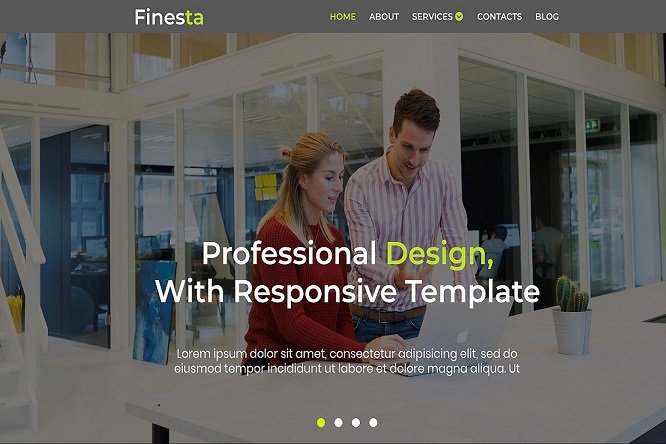 Finesta
HOME ABOUT SERVICES CONTACTS BLOG
Professional Design,
With Responsive Template
Lorem ipsum dolor sit amet, consectetur adipisicing elit, sed do
eiusmod tempor incididunt ut labore et dolore magna aliqua. Ut